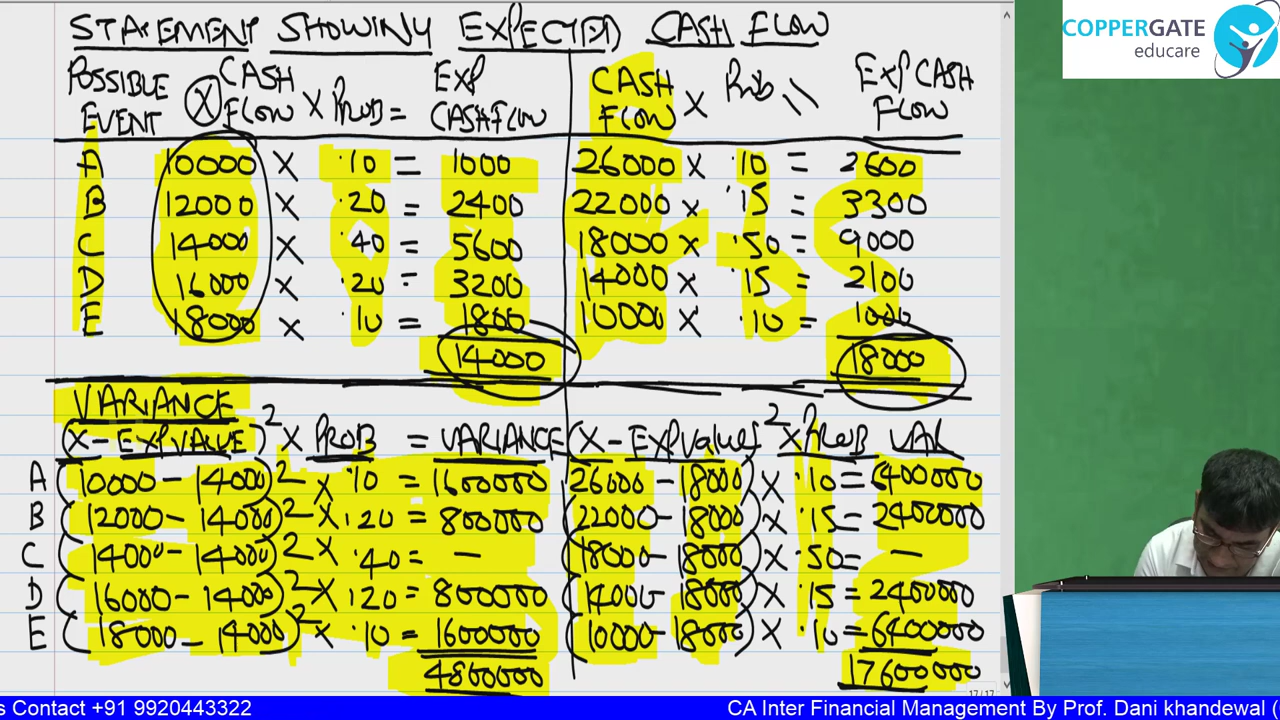 STATEMENT SHOWING EXPECTED CASH FLOW
COPPERGATE
educare
POSSIBLE EVENT (X) CASH FLOW X PROB = EXP CASHFLOW CASH FLOW X Prob = EXP CASH FLOW
A 10000 X .10 = 1000 26000 X .10 = 2600
B 12000 X .20 = 2400 22000 X .15 = 3300
C 14000 X .40 = 5600 18000 X .50 = 9000
D 16000 X .20 = 3200 14000 X .15 = 2100
E 18000 X .10 = 1800 10000 X .10 = 1000
14000 18000
VARIANCE
(X - EXP VALUE)2 X PROB = VARIANCE (X - EXP value)2 X Prob VAR
A (10000 - 14000)2 X .10 = 1600000 (26000 - 18000) X .10 = 6400000
B (12000 - 14000)2 X .20 = 800000 (22000 - 18000) X .15 = 2400000
C (14000 - 14000)2 X .40 = - (18000 - 18000) X .50 = -
D (16000 - 14000)2 X .20 = 800000 (14000 - 18000) X .15 = 2400000
E (18000 - 14000)2 X .10 = 1600000 (10000 - 18000) X .10 = 6400000
4800000 17600000
17/17
s Contact +91 9920443322 CA Inter Financial Management By Prof. Dani khandewal (